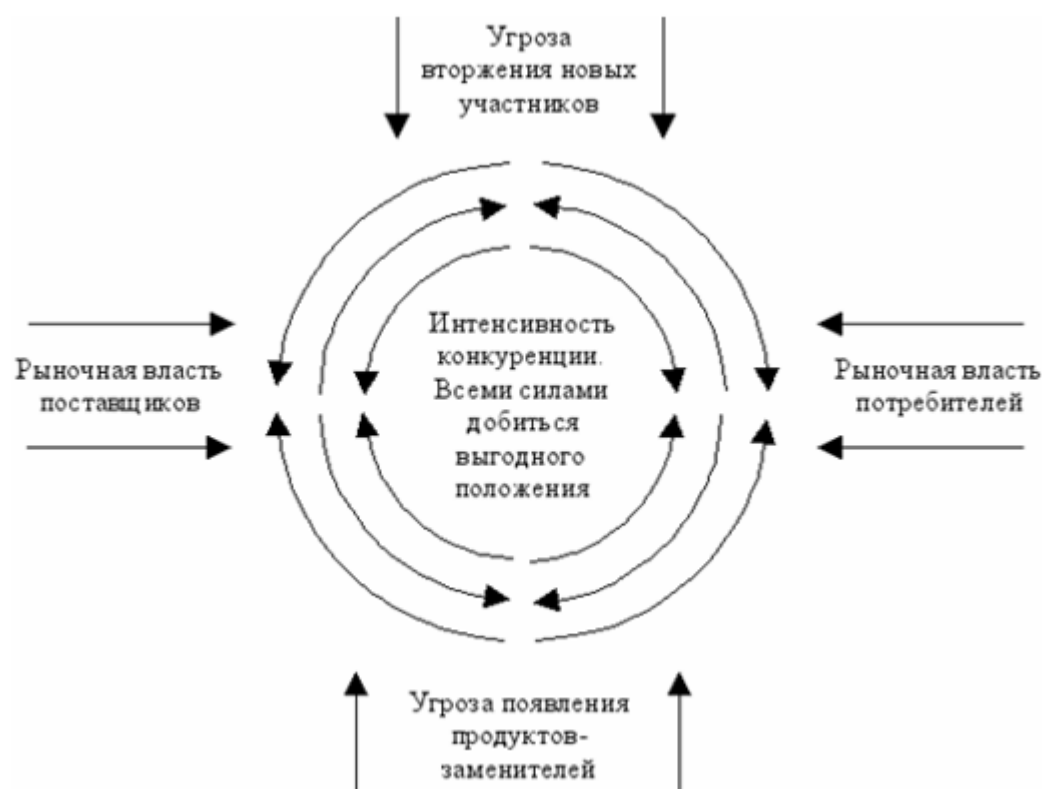 Угроза
вторжения новых
участников
Рыночная власть
поставщиков
Интенсивность
конкуренции.
Всеми силами
добиться
выгодного
положения
Рыночная власть
потребителей
Угроза появления
продуктов-
заменителей